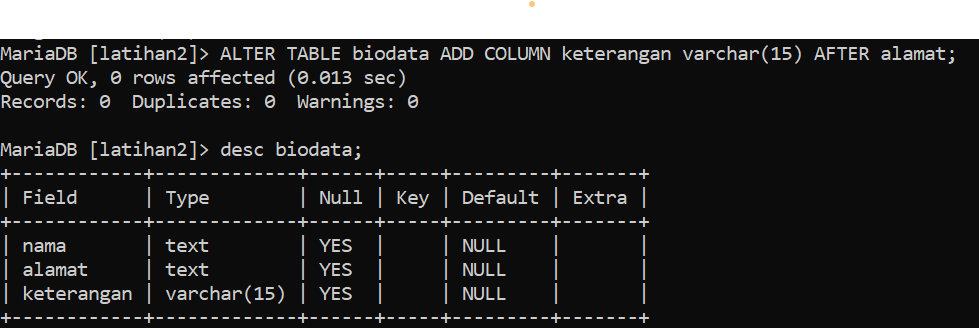 MariaDB [latihan2]> ALTER TABLE biodata ADD COLUMN keterangan varchar(15) AFTER alamat;
Query OK, 0 rows affected (0.013 sec)
Records: 0  Duplicates: 0  Warnings: 0

MariaDB [latihan2]> desc biodata;
+------------+-------------+------+-----+---------+-------+
| Field      | Type        | Null | Key | Default | Extra |
+------------+-------------+------+-----+---------+-------+
| nama       | text        | YES  |     | NULL    |       |
| alamat     | text        | YES  |     | NULL    |       |
| keterangan | varchar(15) | YES  |     | NULL    |       |
+------------+-------------+------+-----+---------+-------+